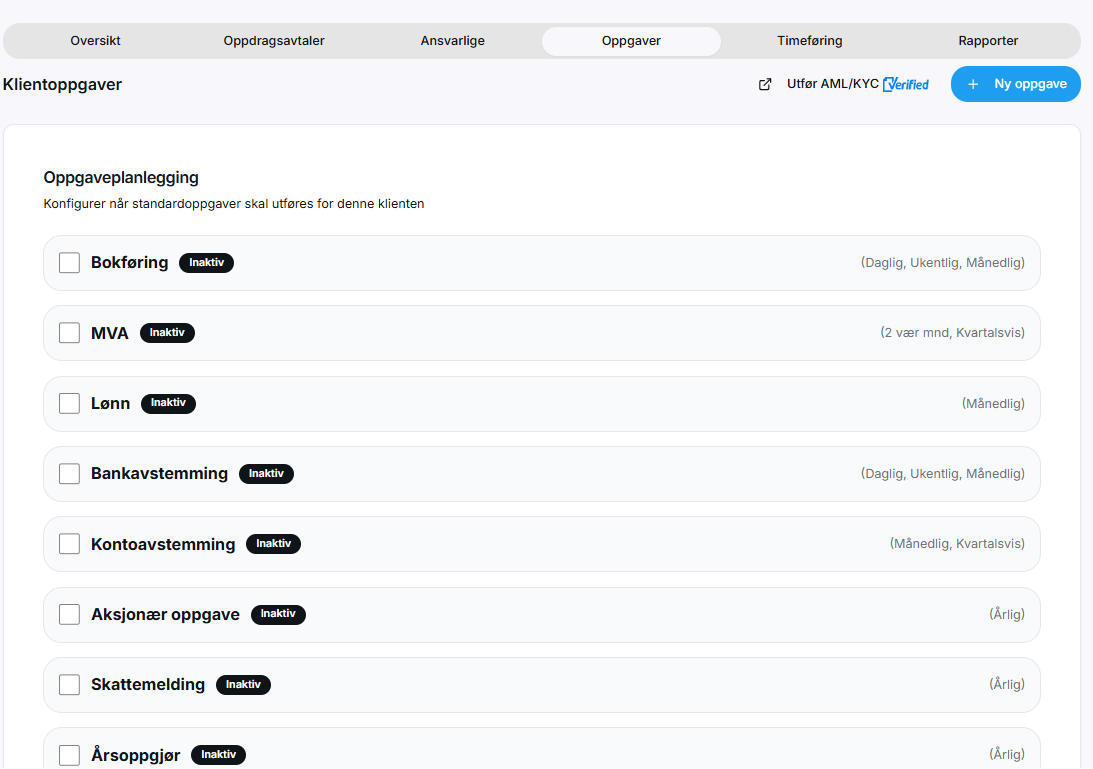 Oversikt Oppdragsavtaler Ansvarlige Oppgaver Timeføring Rapporter
Klientoppgaver Utfør AML/KYC Verified + Ny oppgave
Oppgaveplanlegging
Konfigurer når standardoppgaver skal utføres for denne klienten
Bokføring Inaktiv (Daglig, Ukentlig, Månedlig)
MVA Inaktiv (2 vær mnd, Kvartalsvis)
Lønn Inaktiv (Månedlig)
Bankavstemming Inaktiv (Daglig, Ukentlig, Månedlig)
Kontoavstemming Inaktiv (Månedlig, Kvartalsvis)
Aksjonær oppgave Inaktiv (Årlig)
Skattemelding Inaktiv (Årlig)
Årsoppgjør Inaktiv (Årlig)